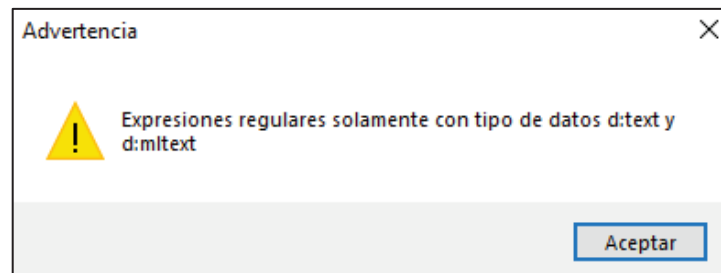 Advertencia
Expresiones regulares solamente con tipo de datos d:text y
d:mltext
Aceptar